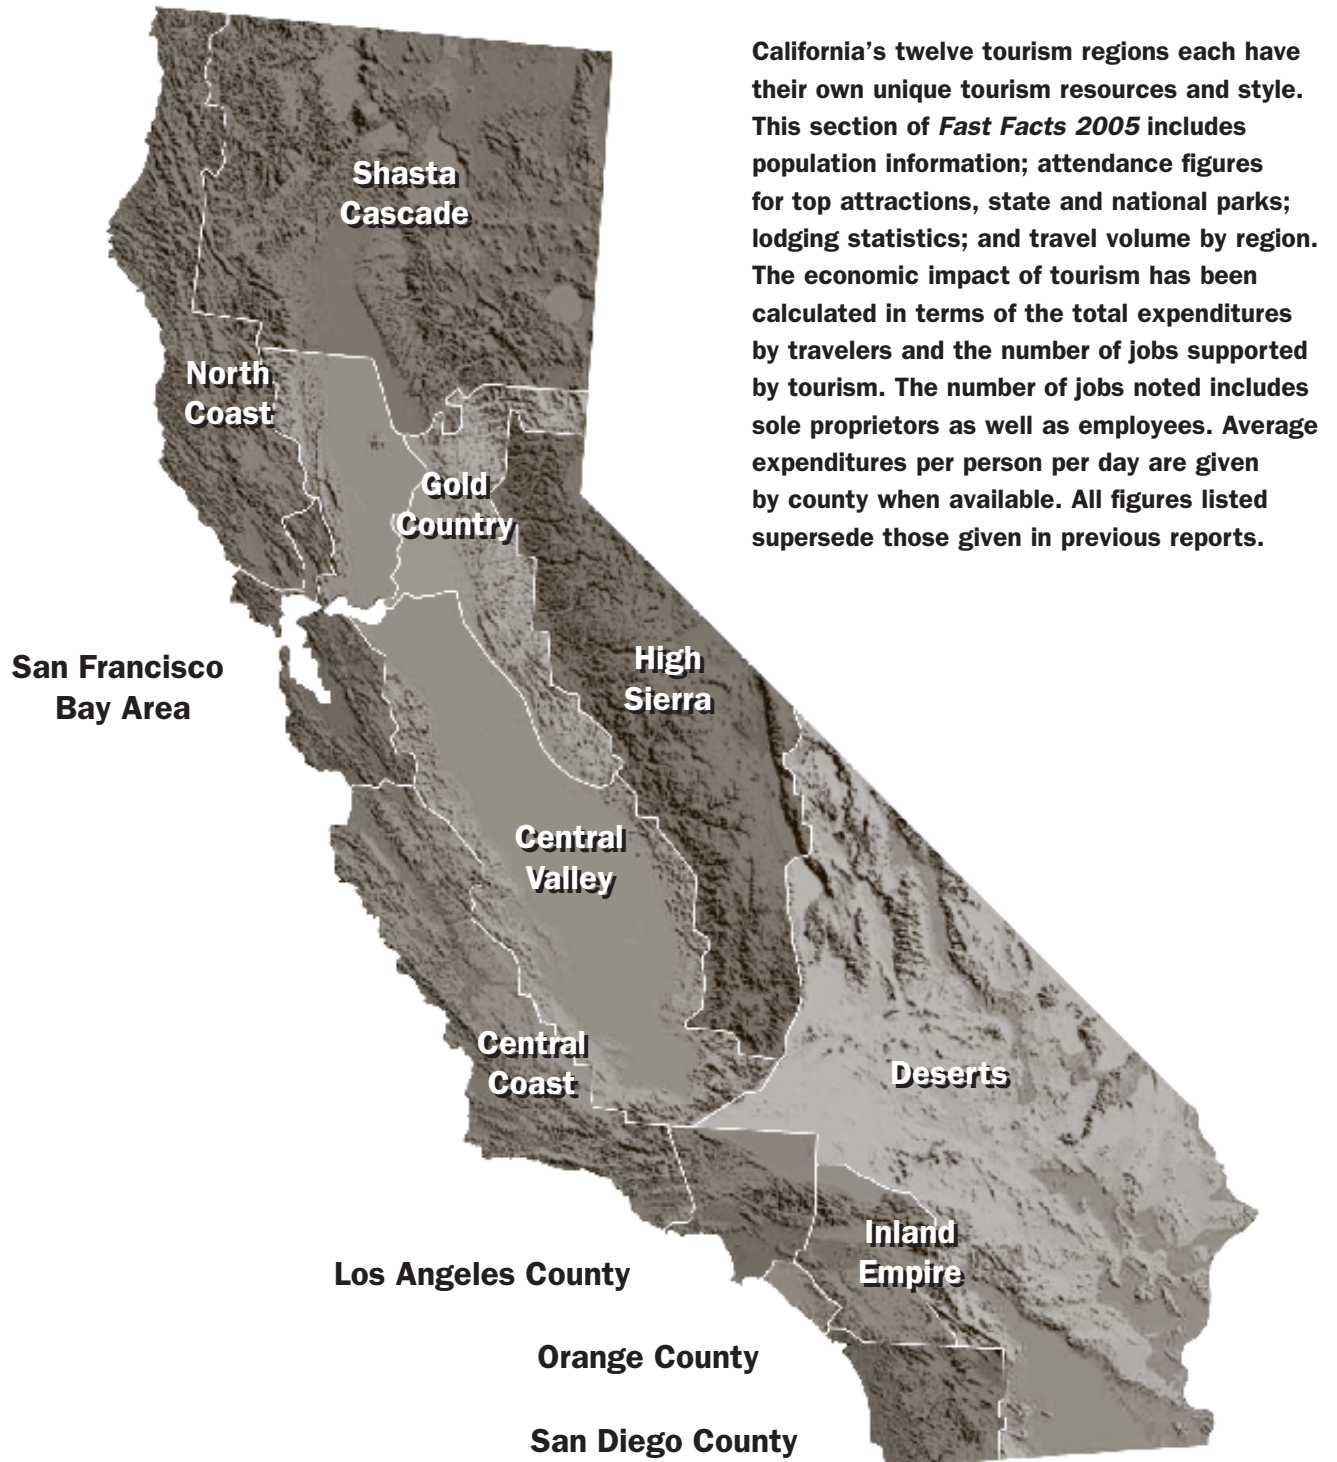 California's twelve tourism regions each have
their own unique tourism resources and style.
This section of Fast Facts 2005 includes
population information; attendance figures
for top attractions, state and national parks;
lodging statistics; and travel volume by region.
The economic impact of tourism has been
calculated in terms of the total expenditures
by travelers and the number of jobs supported
by tourism. The number of jobs noted includes
sole proprietors as well as employees. Average
expenditures per person per day are given
by county when available. All figures listed
supersede those given in previous reports.
Shasta
Cascade
North
Coast
Gold
Country
San Francisco
Bay Area
High
Sierra
Central
Valley
Central
Coast
Deserts
Inland
Empire
Los Angeles County
Orange County
San Diego County